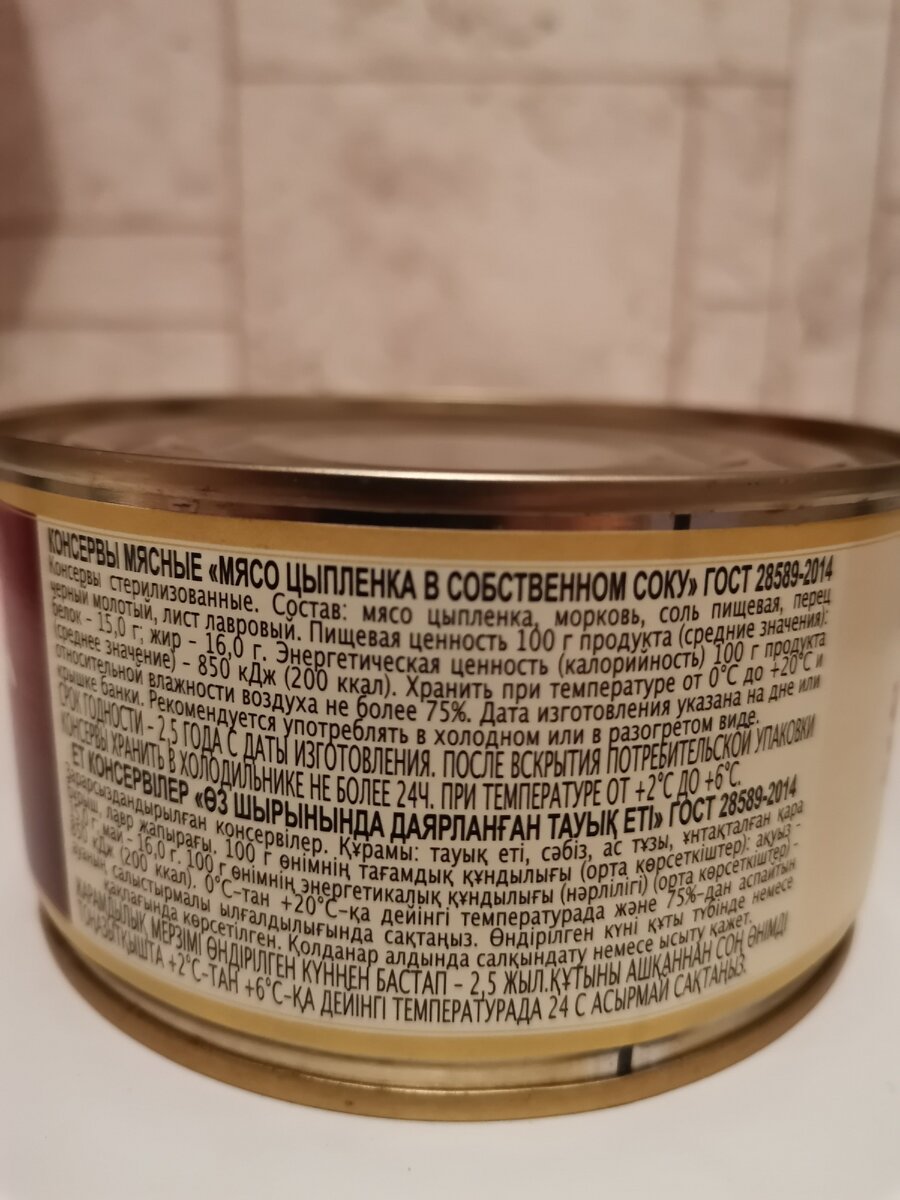 КОНСЕРВЫ МЯСНЫЕ «МЯСО ЦЫПЛЕНКА В СОБСТВЕННОМ СОКУ» ГОСТ 28589-2014
Консервы стерилизованные. Состав: мясо цыпленка, морковь, соль пищевая, перец
черный молотый, лист лавровый. Пищевая ценность 100 г продукта (средние значения):
белок - 15,0 г; жир - 16,0 г. Энергетическая ценность (калорийность) 100 г продукта
(среднее значение) - 850 кДж (200 ккал). Хранить при температуре от 0°С до +20°С и
относительной влажности воздуха не более 75%. Дата изготовления указана на дне или
крышке банки. Рекомендуется употреблять в холодном или в разогретом виде.
СРОК ГОДНОСТИ - 2,5 ГОДА С ДАТЫ ИЗГОТОВЛЕНИЯ. ПОСЛЕ ВСКРЫТИЯ ПОТРЕБИТЕЛЬСКОЙ УПАКОВКИ
КОНСЕРВЫ ХРАНИТЬ В ХОЛОДИЛЬНИКЕ НЕ БОЛЕЕ 24Ч. ПРИ ТЕМПЕРАТУРЕ ОТ +2°С ДО +6°С.
ЕТ КОНСЕРВІЛЕР «ӨЗ ШЫРЫНЫНДА ДАЯРЛАНҒАН ТАУЫҚ ЕТІ» ГОСТ 28589-2014
Зарарсыздандырылған консервілер. Құрамы: тауық еті, сәбіз, ас тұзы, ұнтақталған қара
бұрыш, лавр жапырағы. 100 г өнімнің тағамдық құндылығы (орта көрсеткіштер): ақуыз -
15,0 г, май - 16,0 г. 100 г өнімнің энергетикалық құндылығы (нәрлілігі) (орта көрсеткіштер) -
850 кДж (200 ккал). 0°С-тан +20°С-қа дейінгі температурада және 75%-дан аспайтын
ауаның салыстырмалы ылғалдылығында сақтаңыз. Өндірілген күні құты түбінде немесе
қақпағында көрсетілген. Қолданар алдында салқындату немесе ысыту қажет.
ЖАРАМДЫЛЫҚ МЕРЗІМІ ӨНДІРІЛГЕН КҮННЕН БАСТАП - 2,5 ЖЫЛ.ҚҰТЫНЫ АШҚАННАН СОҢ ӨНІМДІ
ТОҢАЗЫТҚЫШТА +2°С-ТАН +6°С-ҚА ДЕЙІНГІ ТЕМПЕРАТУРАДА 24 С АСЫРМАЙ САҚТАҢЫЗ.